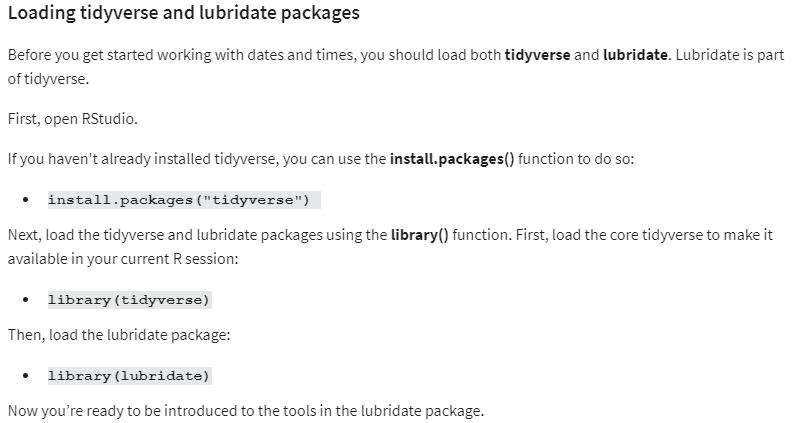 Loading tidyverse and lubridate packages
Before you get started working with dates and times, you should load both tidyverse and lubridate. Lubridate is part
of tidyverse.
First, open RStudio.
If you haven't already installed tidyverse, you can use the install.packages() function to do so:
• install.packages("tidyverse")
Next, load the tidyverse and lubridate packages using the library() function. First, load the core tidyverse to make it
available in your current R session:
• library(tidyverse)
Then, load the lubridate package:
• library(lubridate)
Now you’re ready to be introduced to the tools in the lubridate package.